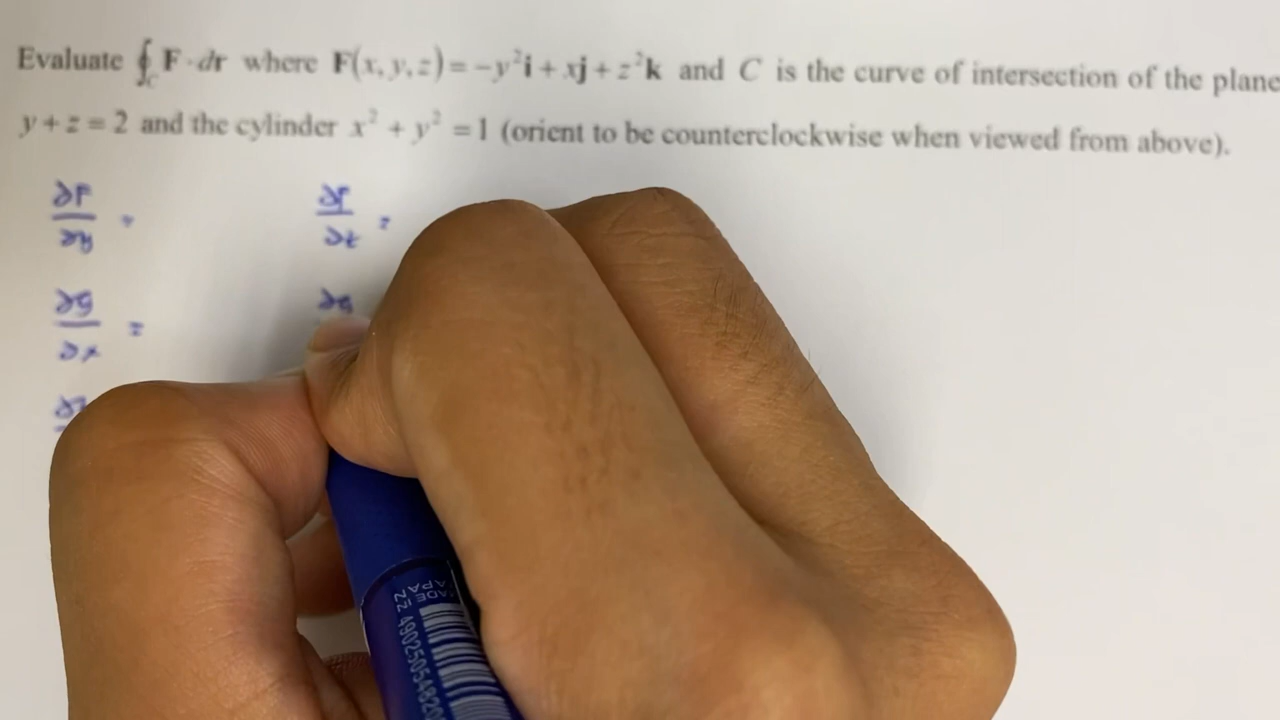 Evaluate ∮_C F · dr where F(x, y, z) = −y²i + xj + z²k and C is the curve of intersection of the plane
y + z = 2 and the cylinder x² + y² = 1 (orient to be counterclockwise when viewed from above).
∂F/∂y = ∂F/∂z =
∂g/∂x = ∂g
4902505482